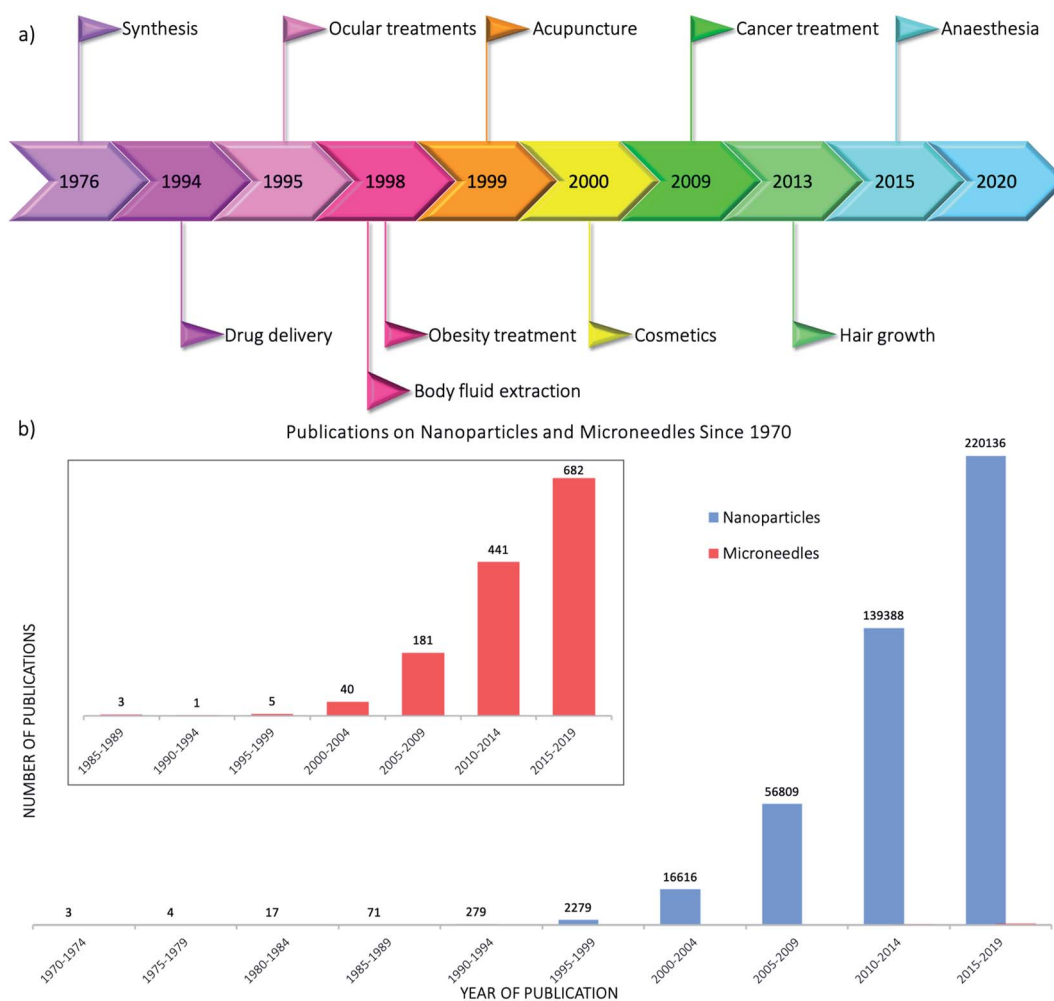 a)
Synthesis
Ocular treatments
Acupuncture
Cancer treatment
Anaesthesia
1976
1994
1995
1998
1999
2000
2009
2013
2015
2020
Drug delivery
Obesity treatment
Cosmetics
Hair growth
Body fluid extraction
b)
Publications on Nanoparticles and Microneedles Since 1970
NUMBER OF PUBLICATIONS
3
1
5
40
181
441
682
1985-1989
1990-1994
1995-1999
2000-2004
2005-2009
2010-2014
2015-2019
Nanoparticles
Microneedles
3
4
17
71
279
2279
16616
56809
139388
220136
1970-1974
1975-1979
1980-1984
1985-1989
1990-1994
1995-1999
2000-2004
2005-2009
2010-2014
2015-2019
YEAR OF PUBLICATION